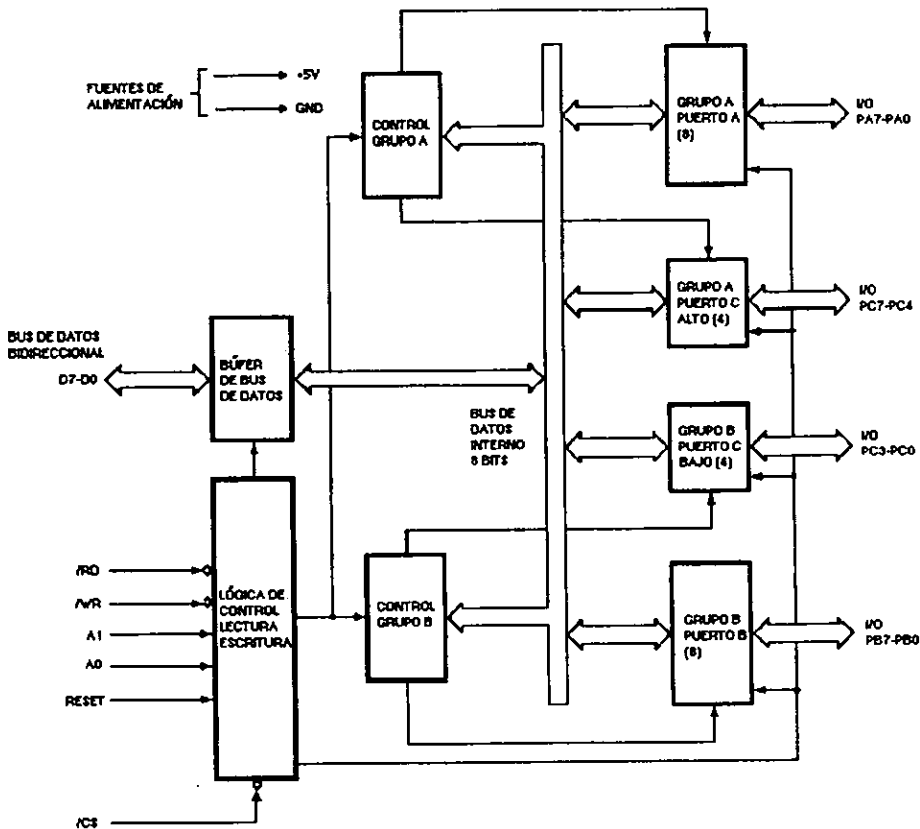 FUENTES DE
ALIMENTACIÓN
+5V
GND
CONTROL
GRUPO A
GRUPO A
PUERTO A
(8)
I/O
PA7-PA0
GRUPO A
PUERTO C
ALTO (4)
I/O
PC7-PC4
BUS DE DATOS
BIDIRECCIONAL
D7-D0
BÚFER
DE BUS
DE DATOS
BUS DE
DATOS
INTERNO
8 BITS
GRUPO B
PUERTO C
BAJO (4)
I/O
PC3-PC0
/RD
/WR
A1
A0
RESET
/CS
LÓGICA DE
CONTROL
LECTURA
ESCRITURA
CONTROL
GRUPO B
GRUPO B
PUERTO B
(8)
I/O
PB7-PB0